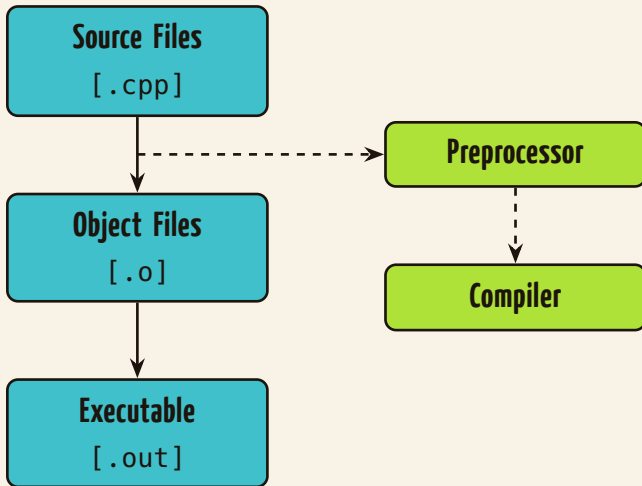 Source Files
[.cpp]
Preprocessor
Object Files
[.o]
Compiler
Executable
[.out]